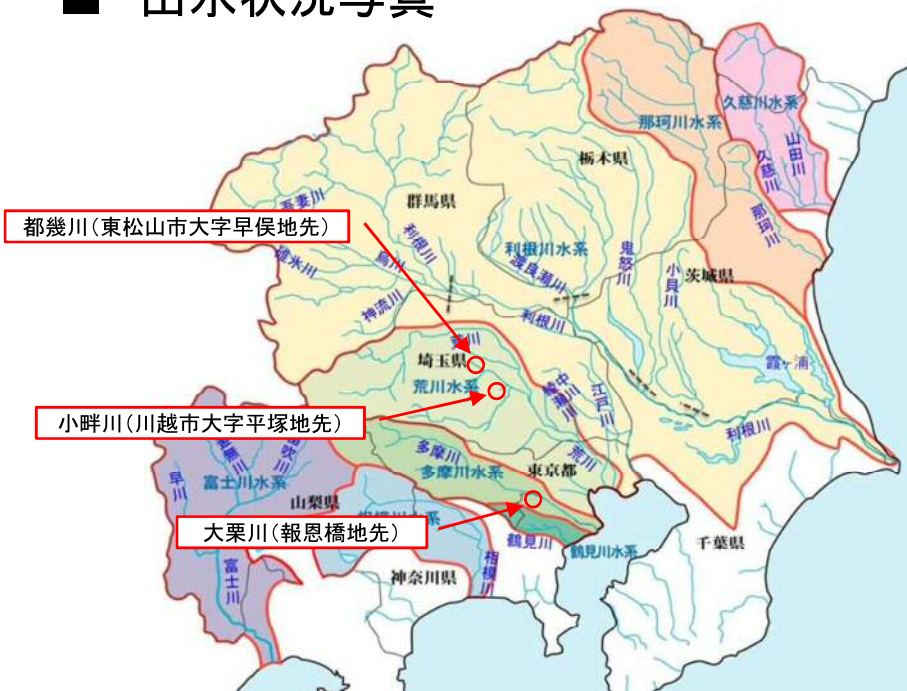 ■ 出水状況写真
久慈川水系
那珂川水系
山田川
久慈川
栃木県
那珂川
群馬県
吾妻川
都幾川(東松山市大字早俣地先)
利根川
利根川水系
鬼怒川
烏川
碓氷川
渡良瀬川
小貝川
茨城県
神流川
利根川
荒川
埼玉県
霞ヶ浦
荒川水系
中川
綾瀬川
江戸川
小畔川(川越市大字平塚地先)
利根川
多摩川
荒川
東京都
多摩川水系
早川
富士川水系
山梨県
大栗川(報恩橋地先)
鶴見川
鶴見川水系
千葉県
相模川
富士川
神奈川県